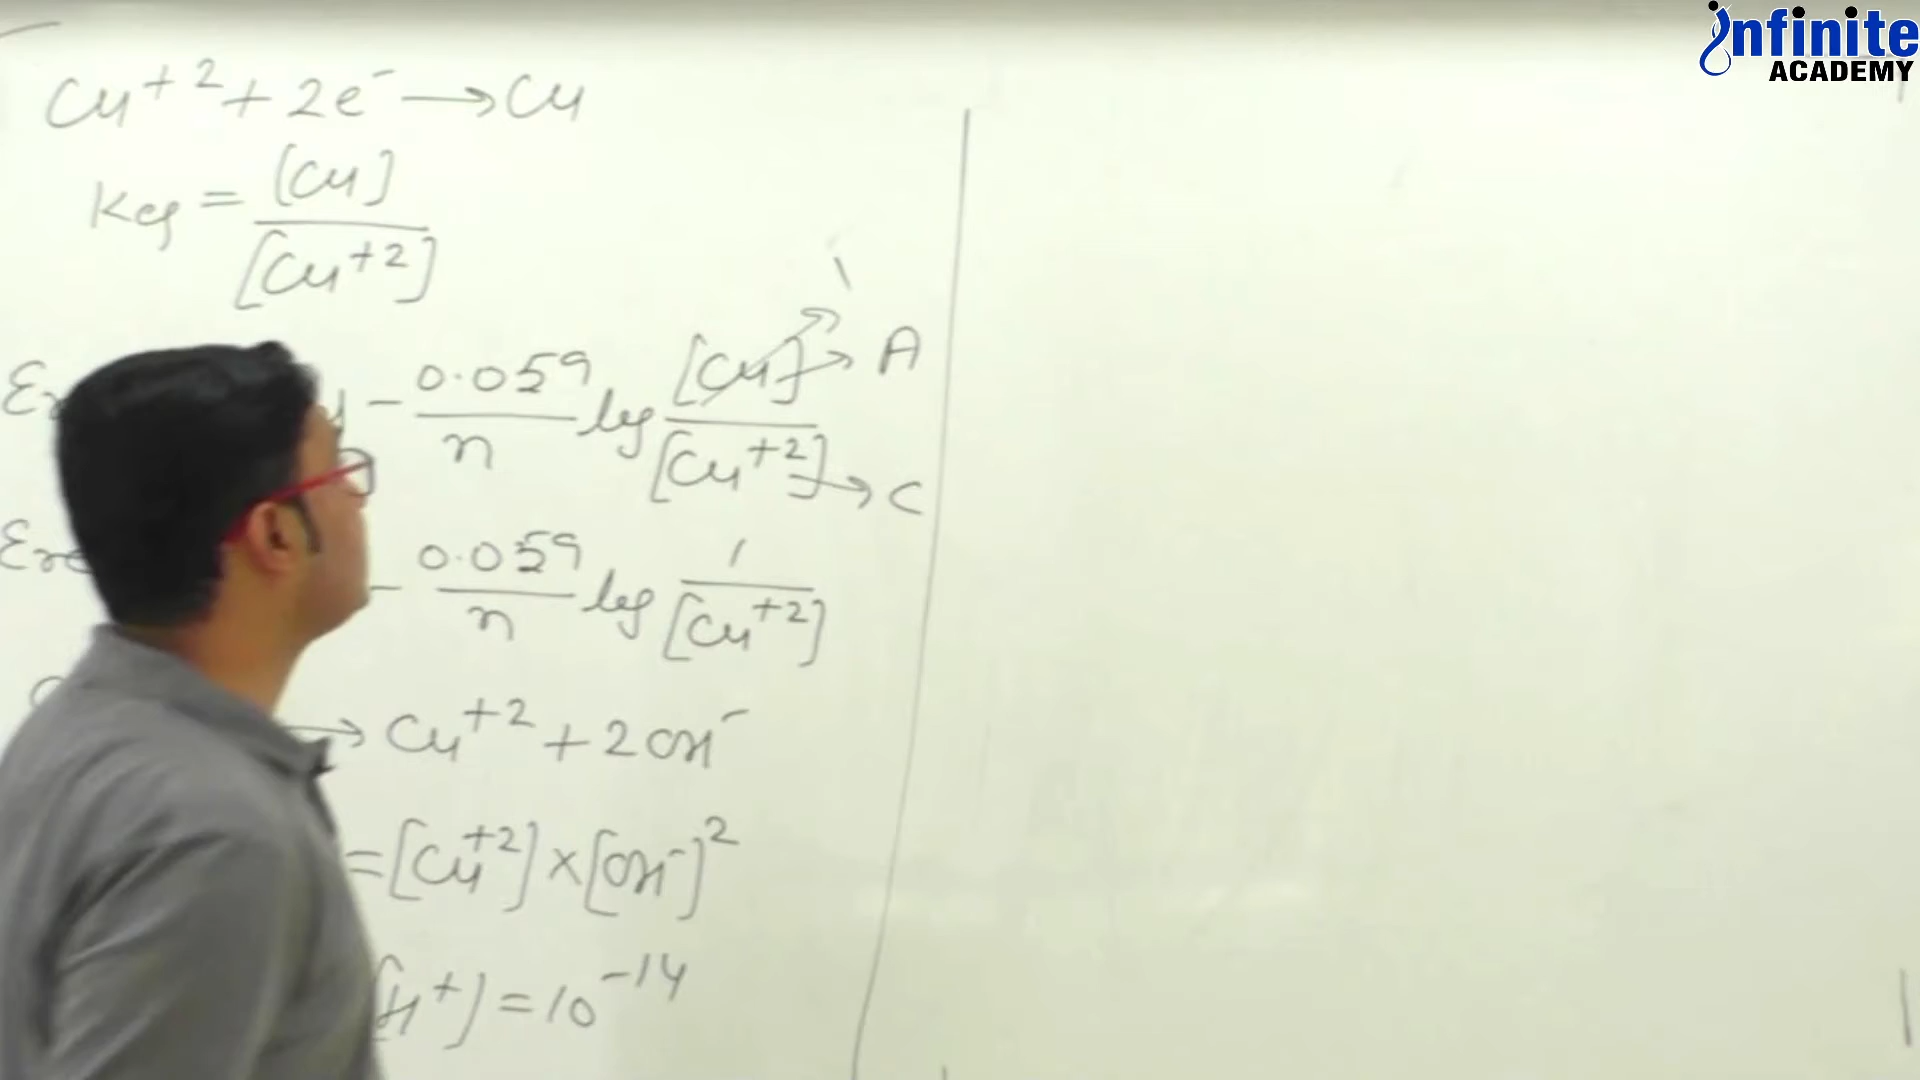 infinite
ACADEMY
Cu⁺² + 2e⁻ → Cu
Keq = [Cu] / [Cu⁺²]
- 0.059/n log [Cu] / [Cu⁺²] → A → C
1
- 0.059/n log 1 / [Cu⁺²]
→ Cu⁺² + 2OH⁻
= [Cu⁺²] × [OH⁻]²
[H⁺] = 10⁻¹⁴